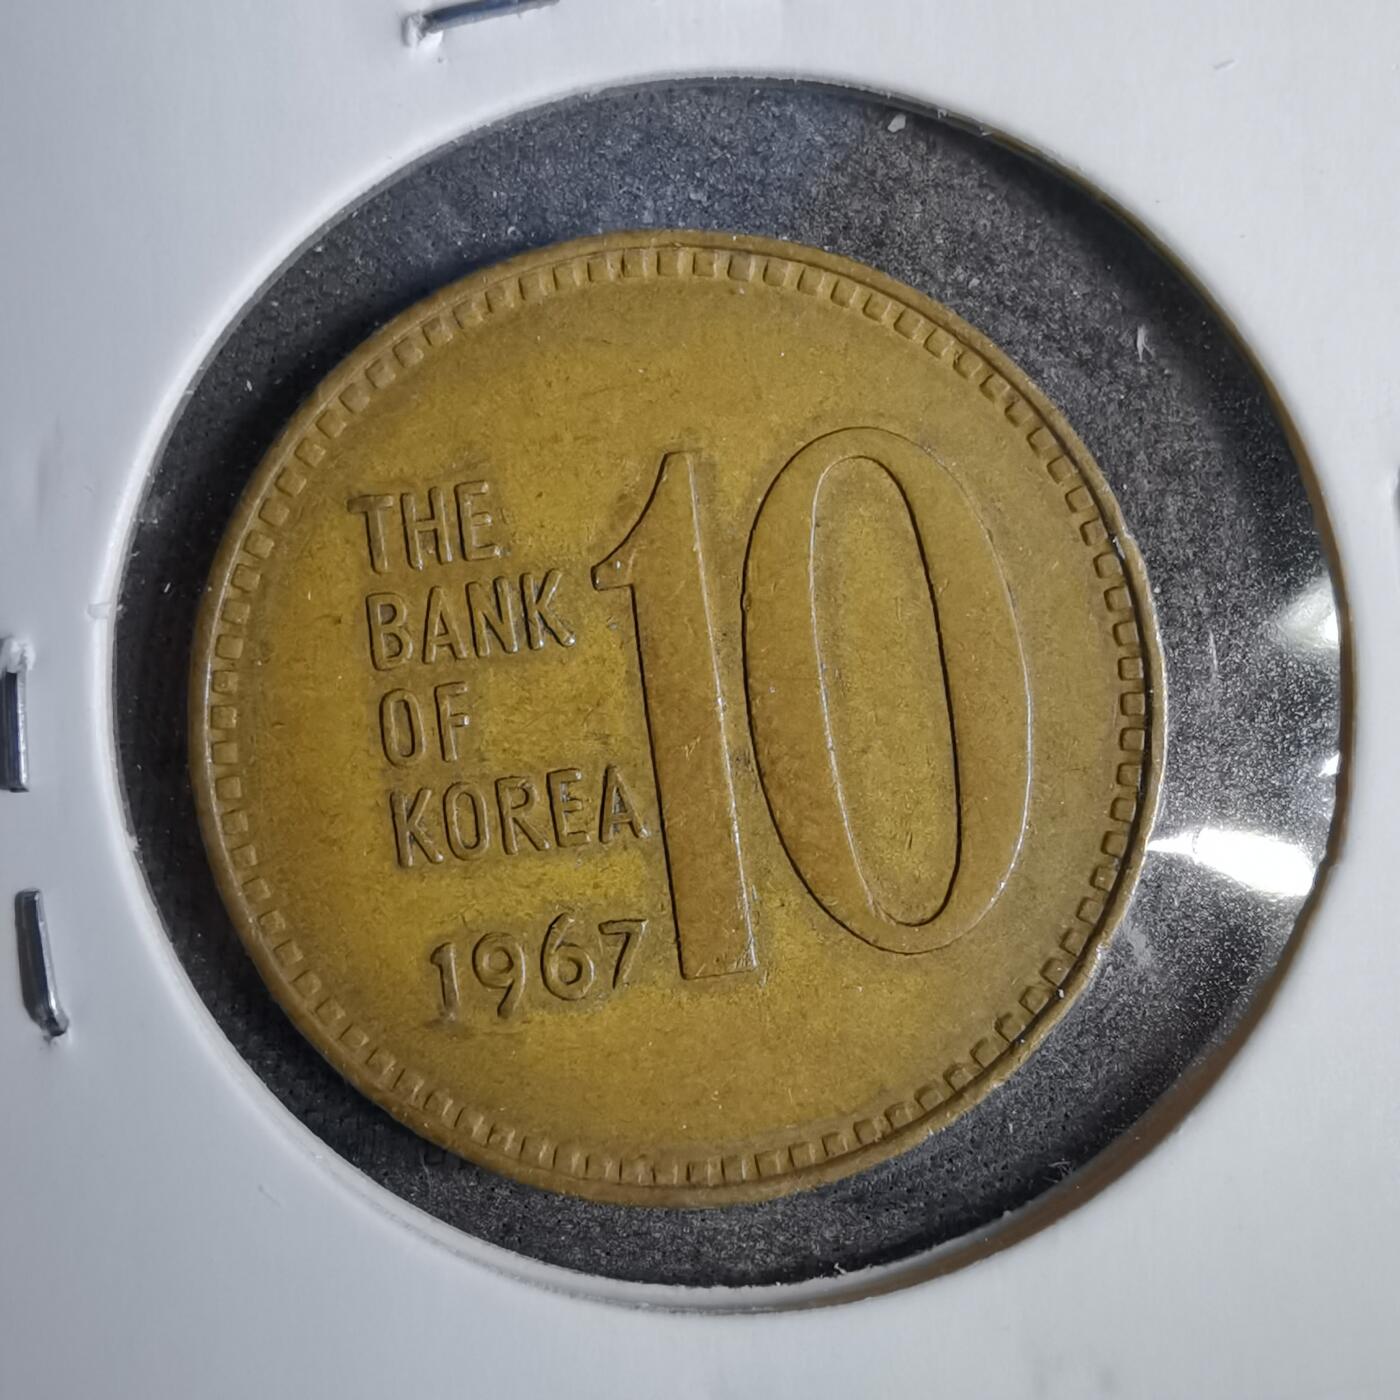 THE
BANK
OF
KOREA
1967
10